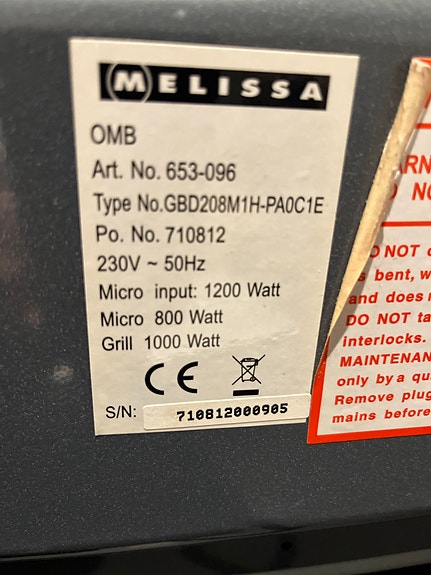 MELISSA
OMB
Art. No. 653-096
Type No.GBD208M1H-PA0C1E
Po. No. 710812
230V ~ 50Hz
Micro input: 1200 Watt
Micro 800 Watt
Grill 1000 Watt
CE
S/N: 710812000905
DO NOT
bent, w
and does
DO NOT ta
interlocks.
MAINTENAN
only by a qu
Remove plug
mains before